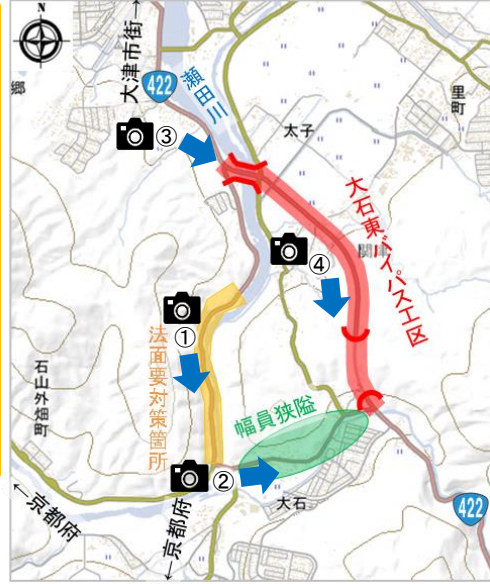 N
大津市街→
422
瀬田川
郷
里町
太子
③
大石東バイパス工区
関津
④
①
法面要対策箇所
石山外畑町
幅員狭隘
②
大石
←京都府
←京都府
422